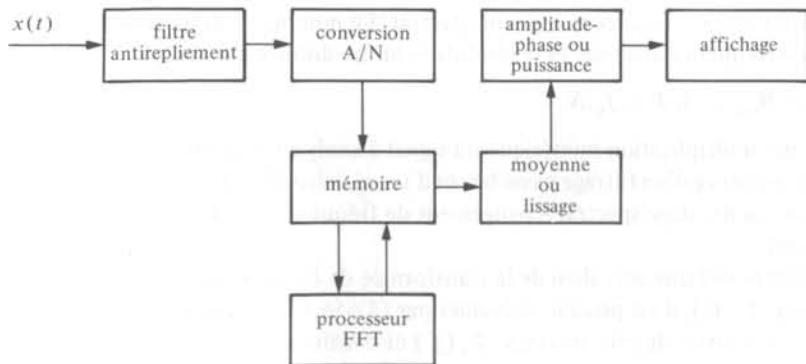 x(t)
filtre
antirepliement
conversion
A/N
amplitude-
phase ou
puissance
affichage
mémoire
moyenne
ou
lissage
processeur
FFT